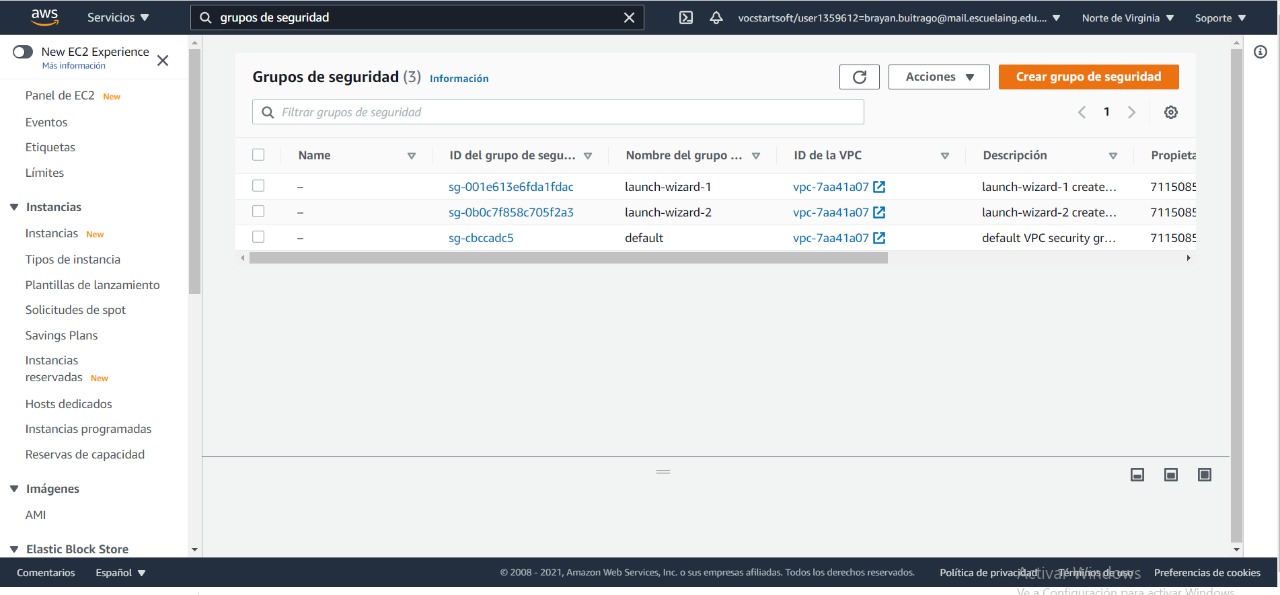 aws Servicios grupos de seguridad vocstartsoft/user1359612=brayan.buitrago@mail.escuelaing.edu.... Norte de Virginia Soporte
New EC2 Experience
Más información
Panel de EC2 New
Eventos
Etiquetas
Límites
Instancias
Instancias New
Tipos de instancia
Plantillas de lanzamiento
Solicitudes de spot
Savings Plans
Instancias
reservadas New
Hosts dedicados
Instancias programadas
Reservas de capacidad
Imágenes
AMI
Elastic Block Store
Grupos de seguridad (3) Información Acciones Crear grupo de seguridad
Filtrar grupos de seguridad 1
Name ID del grupo de segu... Nombre del grupo ... ID de la VPC Descripción Propieta
– sg-001e613e6fda1fdac launch-wizard-1 vpc-7aa41a07 launch-wizard-1 create... 7115085
– sg-0b0c7f858c705f2a3 launch-wizard-2 vpc-7aa41a07 launch-wizard-2 create... 7115085
– sg-cbccadc5 default vpc-7aa41a07 default VPC security gr... 7115085
Comentarios Español © 2008 - 2021, Amazon Web Services, Inc. o sus empresas afiliadas. Todos los derechos reservados. Política de privacidad Términos de uso Preferencias de cookies
Activar Windows
Ve a Configuración para activar Windows.